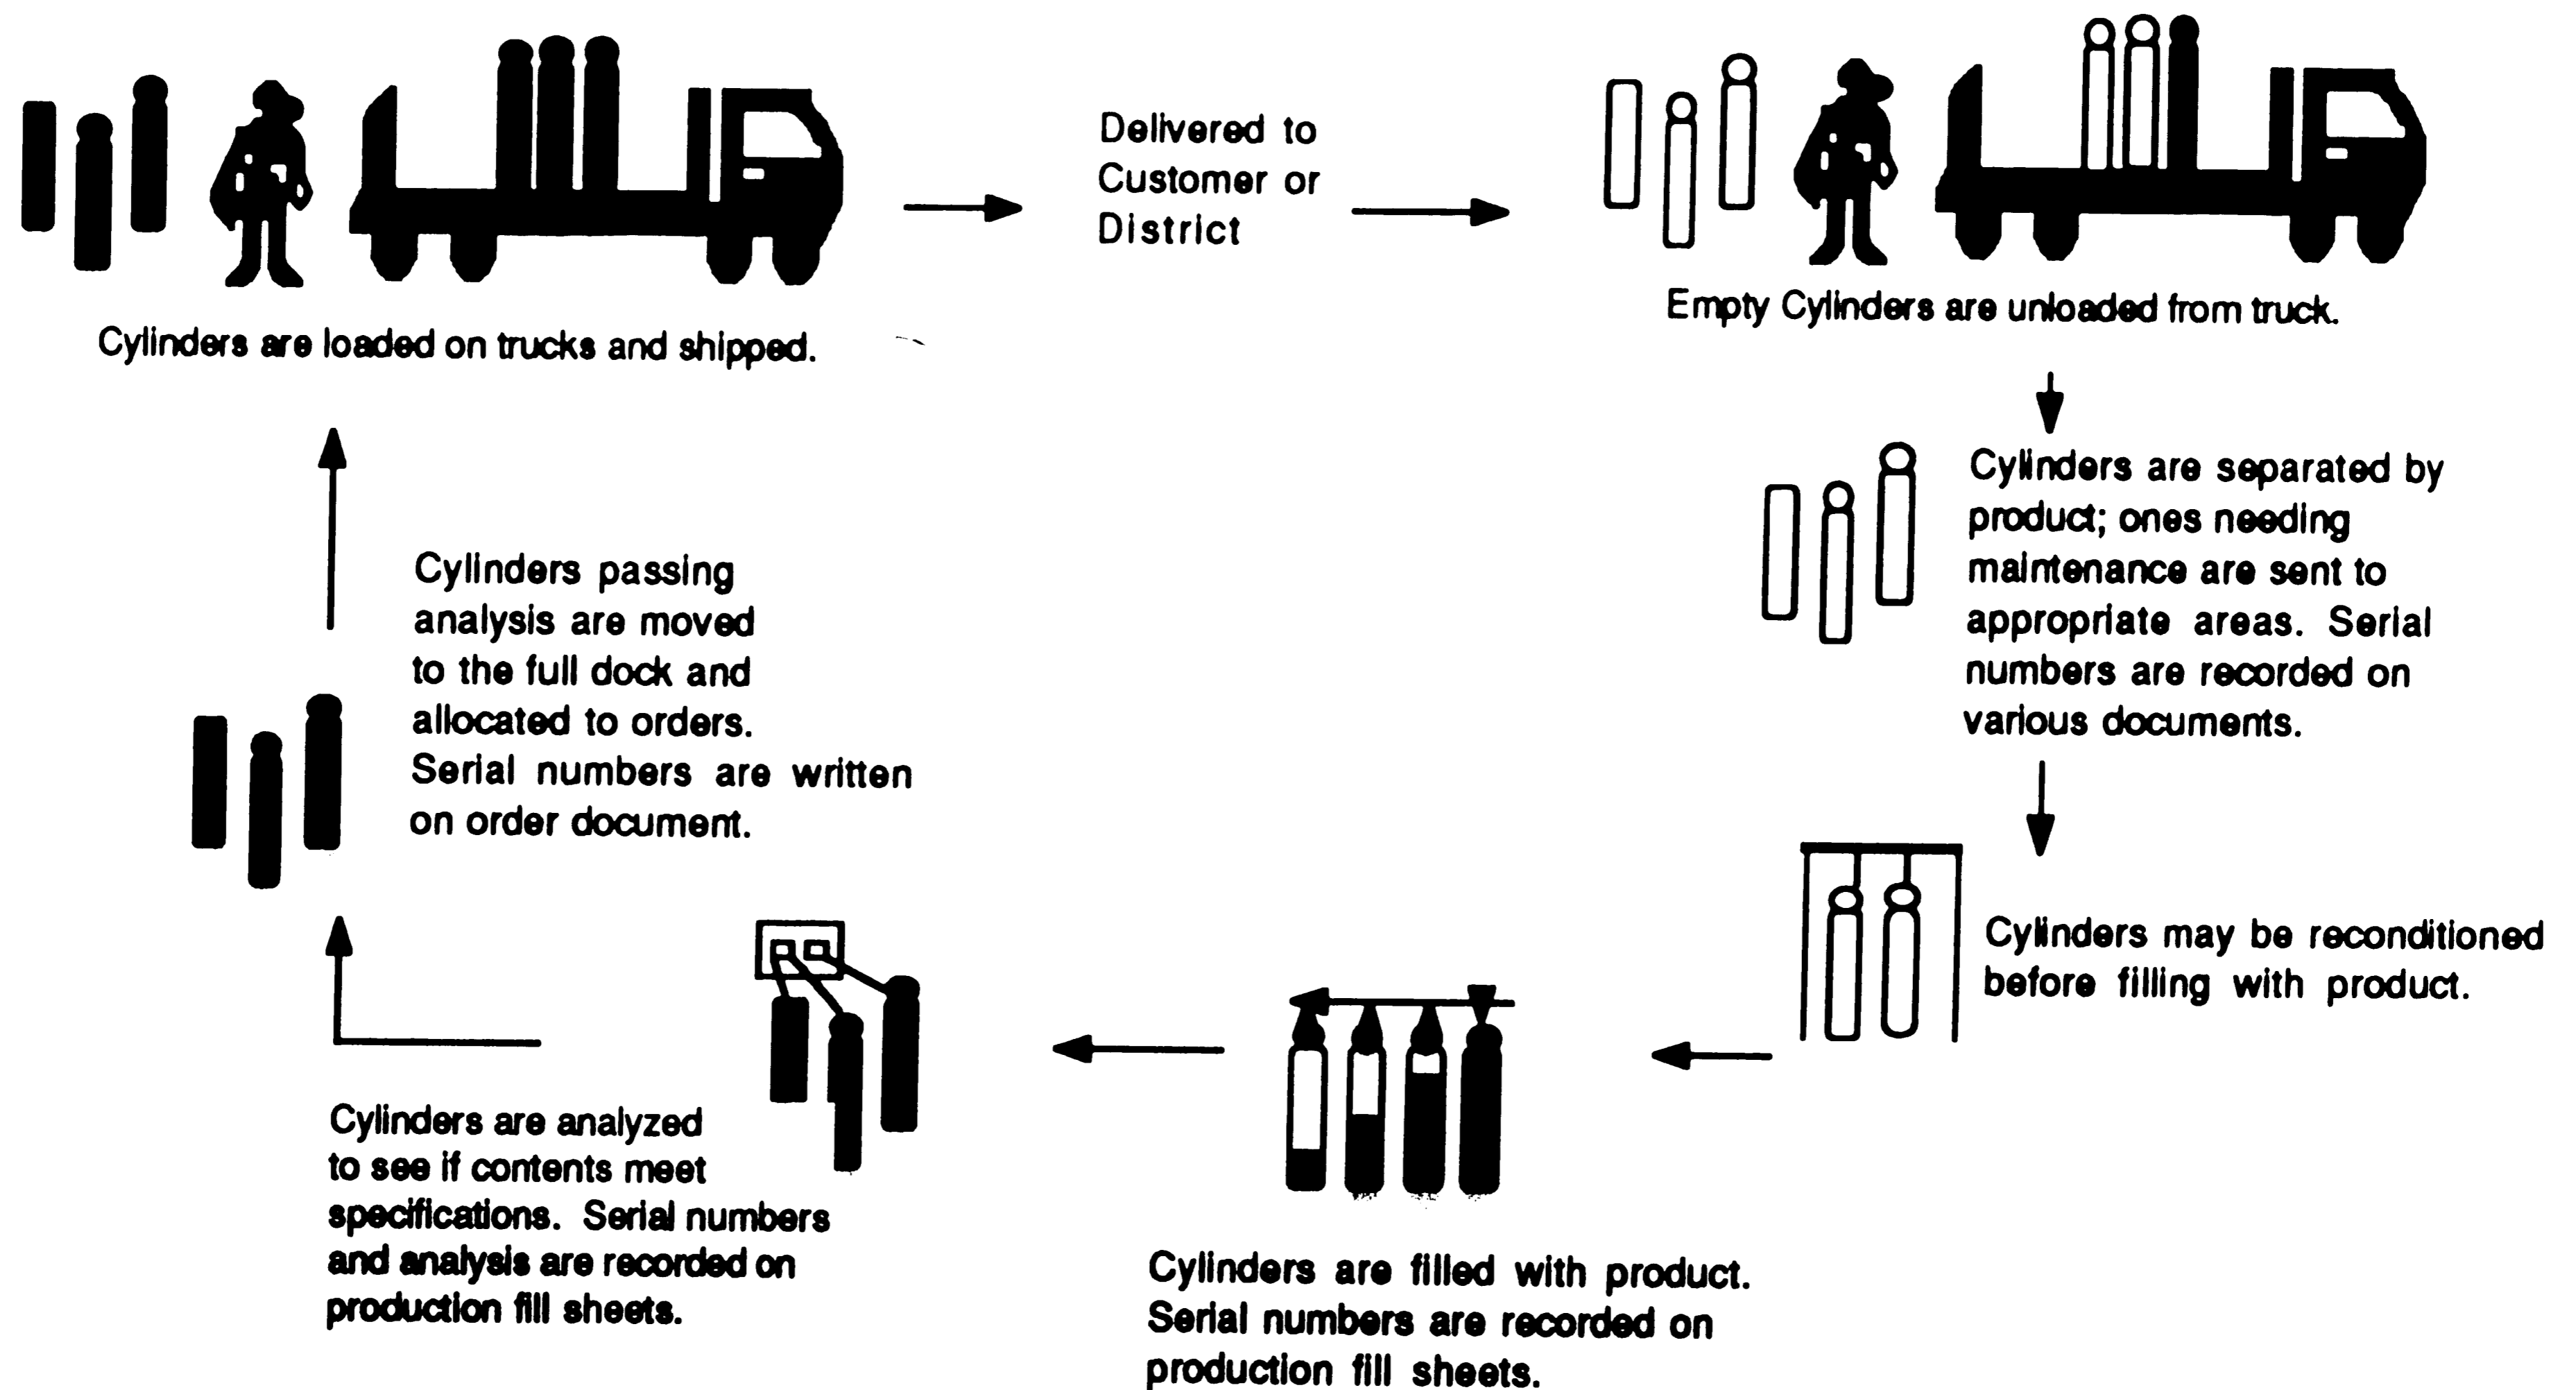 Delivered to
Customer or
District
Cylinders are loaded on trucks and shipped.
Empty Cylinders are unloaded from truck.
Cylinders are separated by
product; ones needing
maintenance are sent to
appropriate areas. Serial
numbers are recorded on
various documents.
Cylinders may be reconditioned
before filling with product.
Cylinders are filled with product.
Serial numbers are recorded on
production fill sheets.
Cylinders are analyzed
to see if contents meet
specifications. Serial numbers
and analysis are recorded on
production fill sheets.
Cylinders passing
analysis are moved
to the full dock and
allocated to orders.
Serial numbers are written
on order document.